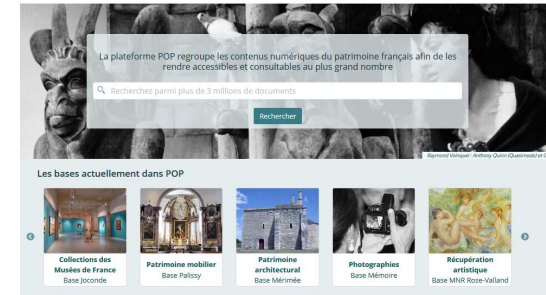 La plateforme POP regroupe les contenus numériques du patrimoine français afin de les
rendre accessibles et consultables au plus grand nombre
Recherchez parmi plus de 3 millions de documents
Rechercher
Raymond Voinquel : Anthony Quinn (Quasimodo) et
Les bases actuellement dans POP
Collections des
Musées de France
Base Joconde
Patrimoine mobilier
Base Palissy
Patrimoine
architectural
Base Mérimée
Photographies
Base Mémoire
Récupération
artistique
Base MNR Rose-Valland